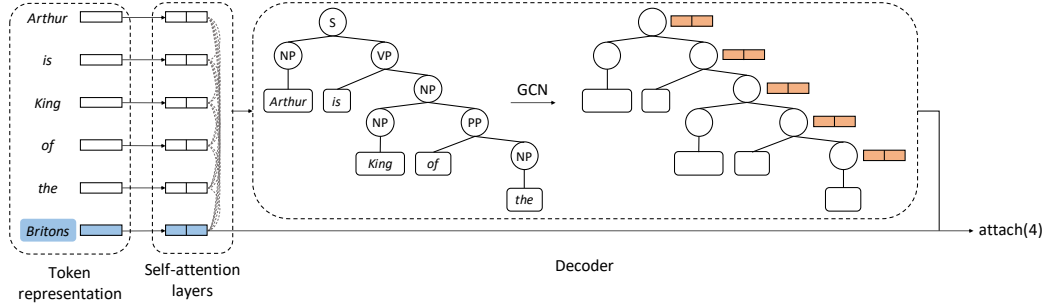 Arthur
is
King
of
the
Britons
Token
representation
Self-attention
layers
S
NP
VP
Arthur
is
NP
NP
PP
King
of
NP
the
GCN
Decoder
attach(4)